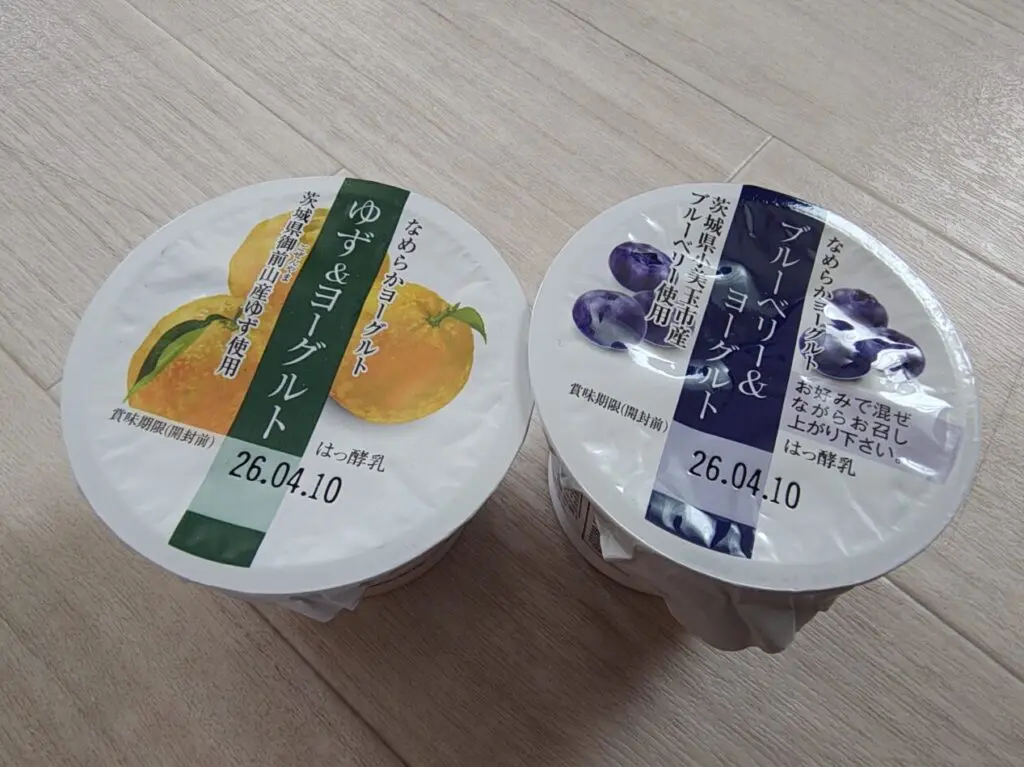 なめらかヨーグルト
ゆず&ヨーグルト
茨城県御前山産ゆず使用
ごぜんやま
賞味期限(開封前)
はっ酵乳
26.04.10
なめらかヨーグルト
ブルーベリー&
ヨーグルト
茨城県小美玉市産
ブルーベリー使用
お好みで混ぜ
ながらお召し
上がり下さい。
賞味期限(開封前)
はっ酵乳
26.04.10